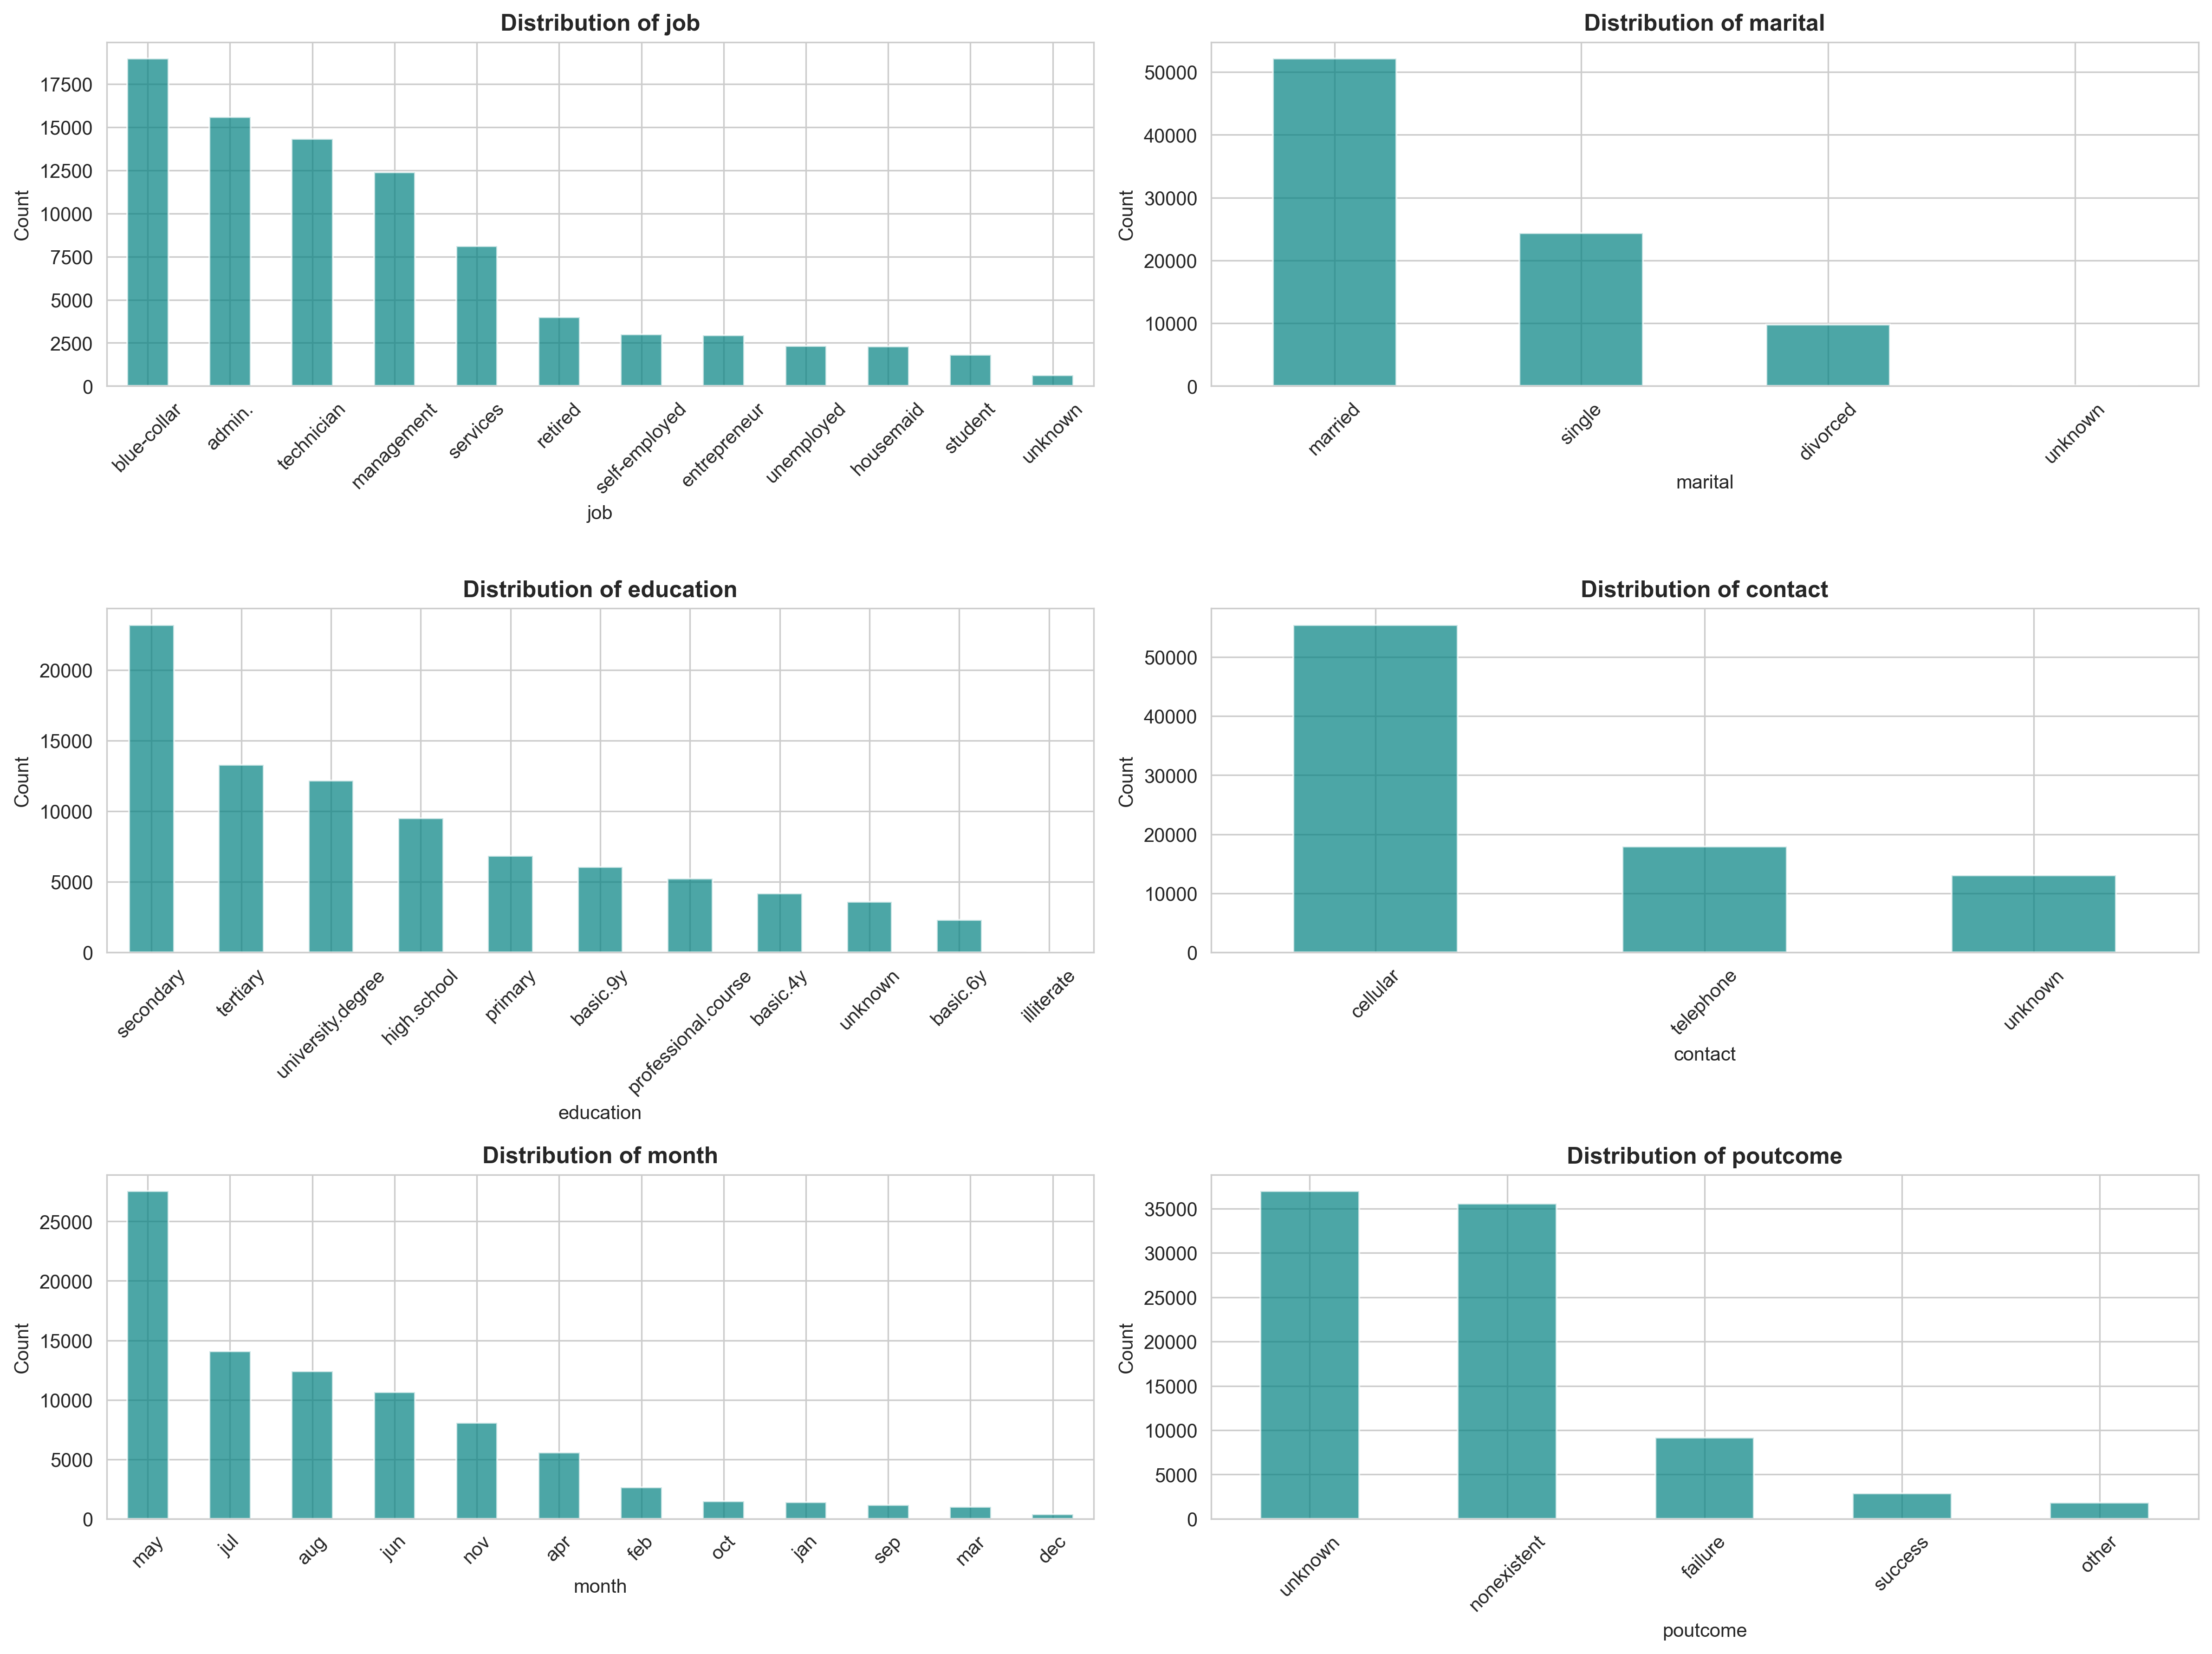 Distribution of job
Count
17500
15000
12500
10000
7500
5000
2500
0
blue-collar
admin.
technician
management
services
retired
self-employed
entrepreneur
unemployed
housemaid
student
unknown
job
Distribution of marital
Count
50000
40000
30000
20000
10000
0
married
single
divorced
unknown
marital
Distribution of education
Count
20000
15000
10000
5000
0
secondary
tertiary
university.degree
high.school
primary
basic.9y
professional.course
basic.4y
unknown
basic.6y
illiterate
education
Distribution of contact
Count
50000
40000
30000
20000
10000
0
cellular
telephone
unknown
contact
Distribution of month
Count
25000
20000
15000
10000
5000
0
may
jul
aug
jun
nov
apr
feb
oct
jan
sep
mar
dec
month
Distribution of poutcome
Count
35000
30000
25000
20000
15000
10000
5000
0
unknown
nonexistent
failure
success
other
poutcome